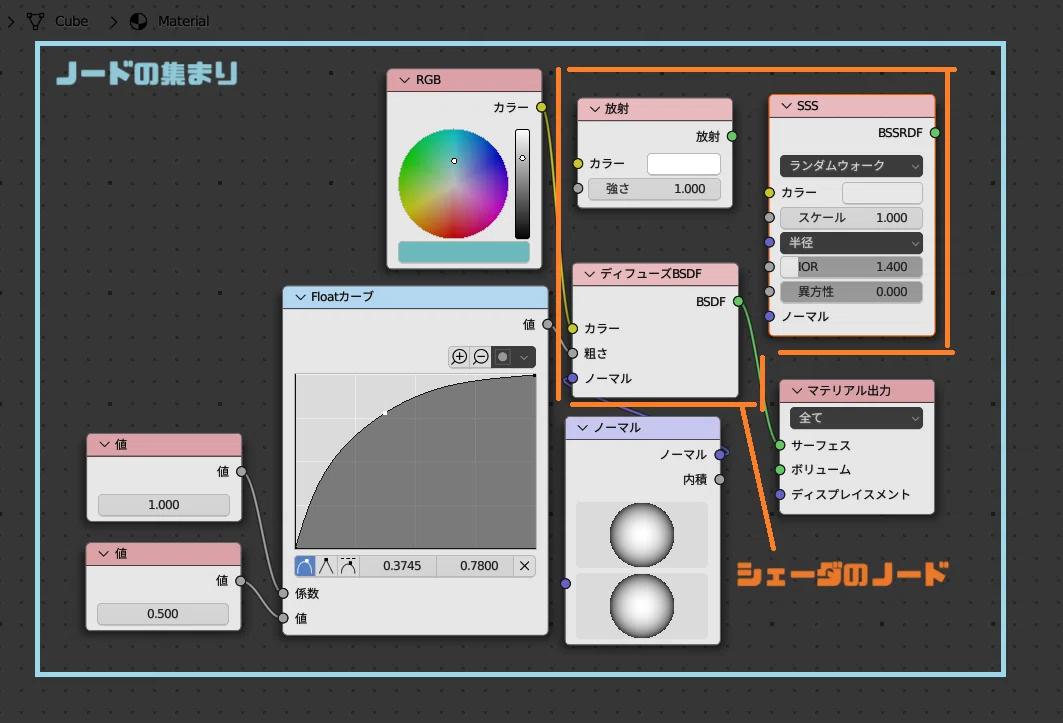 Cube
Material
ノードの集まり
RGB
カラー
放射
放射
カラー
強さ 1.000
SSS
BSSRDF
ランダムウォーク
カラー
スケール 1.000
半径
IOR 1.400
異方性 0.000
ノーマル
ディフューズBSDF
BSDF
カラー
粗さ
ノーマル
Floatカーブ
値
0.3745 0.7800
係数
値
マテリアル出力
全て
サーフェス
ボリューム
ディスプレイスメント
ノーマル
ノーマル
内積
値
値
1.000
値
値
0.500
シェーダのノード